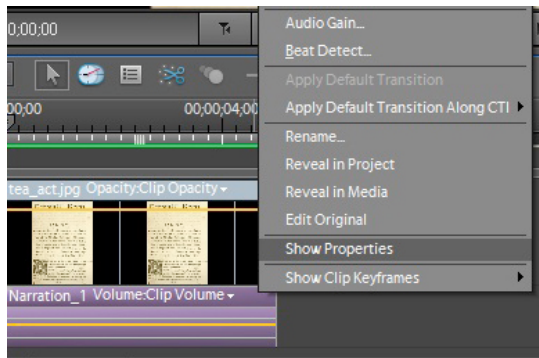 0;00;00
00;00
00;00;04;00
tea_act.jpg Opacity:Clip Opacity
Narration_1 Volume:Clip Volume
Audio Gain...
Beat Detect...
Apply Default Transition
Apply Default Transition Along CTI
Rename...
Reveal in Project
Reveal in Media
Edit Original
Show Properties
Show Clip Keyframes